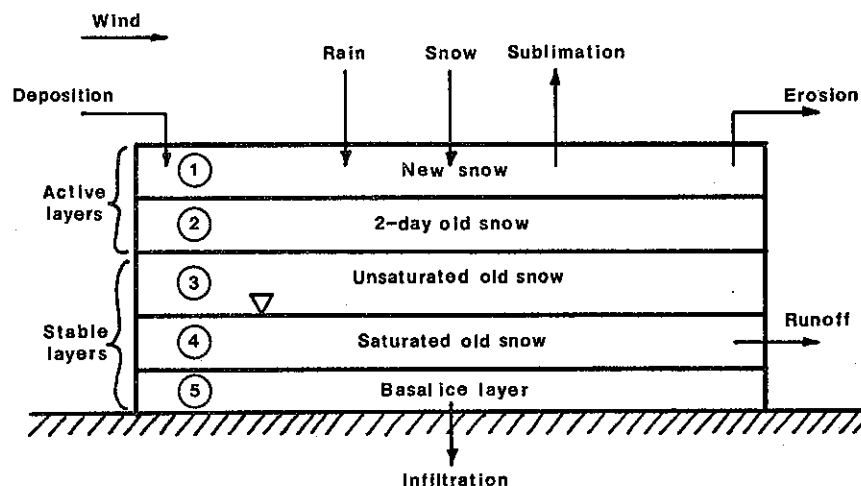 Wind
Rain
Snow
Sublimation
Deposition
Erosion
1
New snow
Active
layers
2
2-day old snow
3
Unsaturated old snow
Stable
layers
4
Saturated old snow
Runoff
5
Basal ice layer
Infiltration